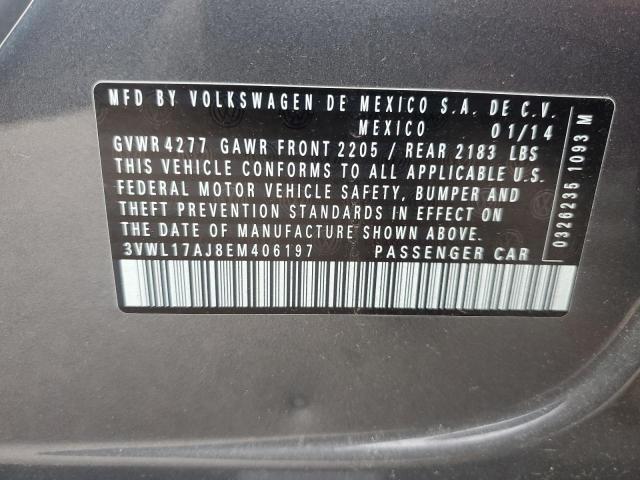 MFD BY VOLKSWAGEN DE MEXICO S.A. DE C.V.
MEXICO 01/14
GVWR 4277 GAWR FRONT 2205 / REAR 2183 LBS
THIS VEHICLE CONFORMS TO ALL APPLICABLE U.S.
FEDERAL MOTOR VEHICLE SAFETY, BUMPER AND
THEFT PREVENTION STANDARDS IN EFFECT ON
THE DATE OF MANUFACTURE SHOWN ABOVE.
3VWL17AJ8EM406197 PASSENGER CAR
0326235 1093 M